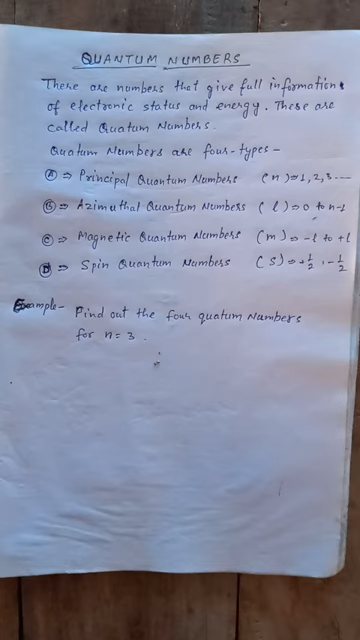 QUANTUM NUMBERS
There are numbers that give full information
of electronic status and energy. These are
called Quatum Numbers.
Quatum Numbers are four-types-
(A) ⇒ Principal Quantum Numbers (n)⇒1,2,3----
(B) ⇒ Azimuthal Quantum Numbers (l)⇒0 to n-1
(C) ⇒ Magnetic Quantum Numbers (m)⇒ -l to +l
(D) ⇒ Spin Quantum Numbers (S)⇒+1/2, -1/2
Example- Find out the four quatum Numbers
for n=3.